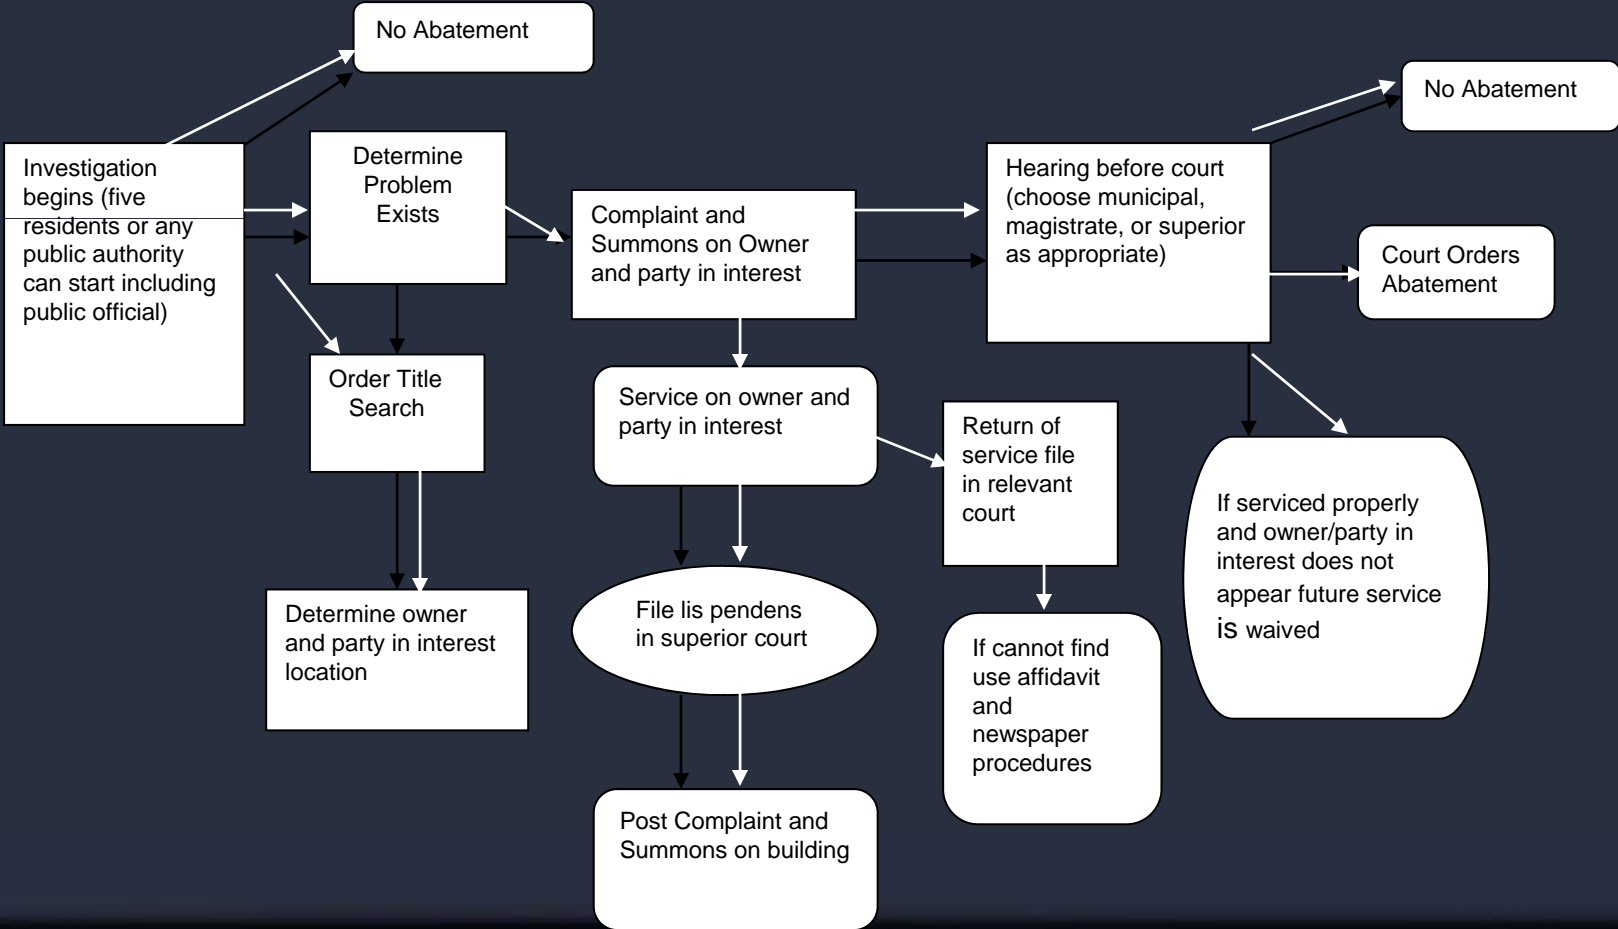 No Abatement
No Abatement
Investigation
begins (five
residents or any
public authority
can start including
public official)
Determine
Problem
Exists
Complaint and
Summons on Owner
and party in interest
Hearing before court
(choose municipal,
magistrate, or superior
as appropriate)
Court Orders
Abatement
Order Title
Search
Service on owner and
party in interest
Return of
service file
in relevant
court
If serviced properly
and owner/party in
interest does not
appear future service
is waived
Determine owner
and party in interest
location
File lis pendens
in superior court
If cannot find
use affidavit
and
newspaper
procedures
Post Complaint and
Summons on building